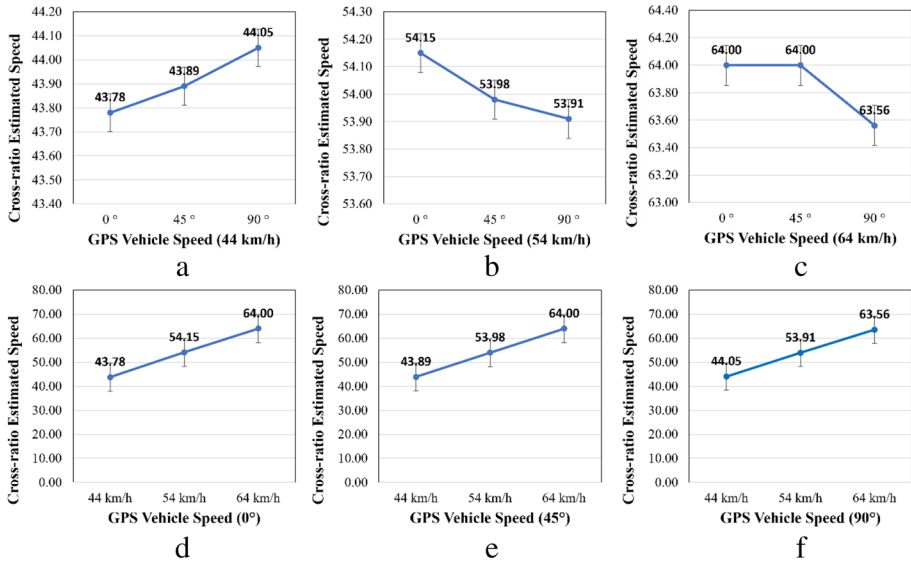 Cross-ratio Estimated Speed
44.20
44.10
44.00
43.90
43.80
43.70
43.60
43.50
43.40
43.78
43.89
44.05
0 °
45 °
90 °
GPS Vehicle Speed (44 km/h)
a
Cross-ratio Estimated Speed
54.30
54.20
54.10
54.00
53.90
53.80
53.70
53.60
54.15
53.98
53.91
0 °
45 °
90 °
GPS Vehicle Speed (54 km/h)
b
Cross-ratio Estimated Speed
64.40
64.20
64.00
63.80
63.60
63.40
63.20
63.00
64.00
64.00
63.56
0 °
45 °
90 °
GPS Vehicle Speed (64 km/h)
c
Cross-ratio Estimated Speed
80.00
70.00
60.00
50.00
40.00
30.00
20.00
10.00
0.00
43.78
54.15
64.00
44 km/h
54 km/h
64 km/h
GPS Vehicle Speed (0°)
d
Cross-ratio Estimated Speed
80.00
70.00
60.00
50.00
40.00
30.00
20.00
10.00
0.00
43.89
53.98
64.00
44 km/h
54 km/h
64 km/h
GPS Vehicle Speed (45°)
e
Cross-ratio Estimated Speed
80.00
70.00
60.00
50.00
40.00
30.00
20.00
10.00
0.00
44.05
53.91
63.56
44 km/h
54 km/h
64 km/h
GPS Vehicle Speed (90°)
f